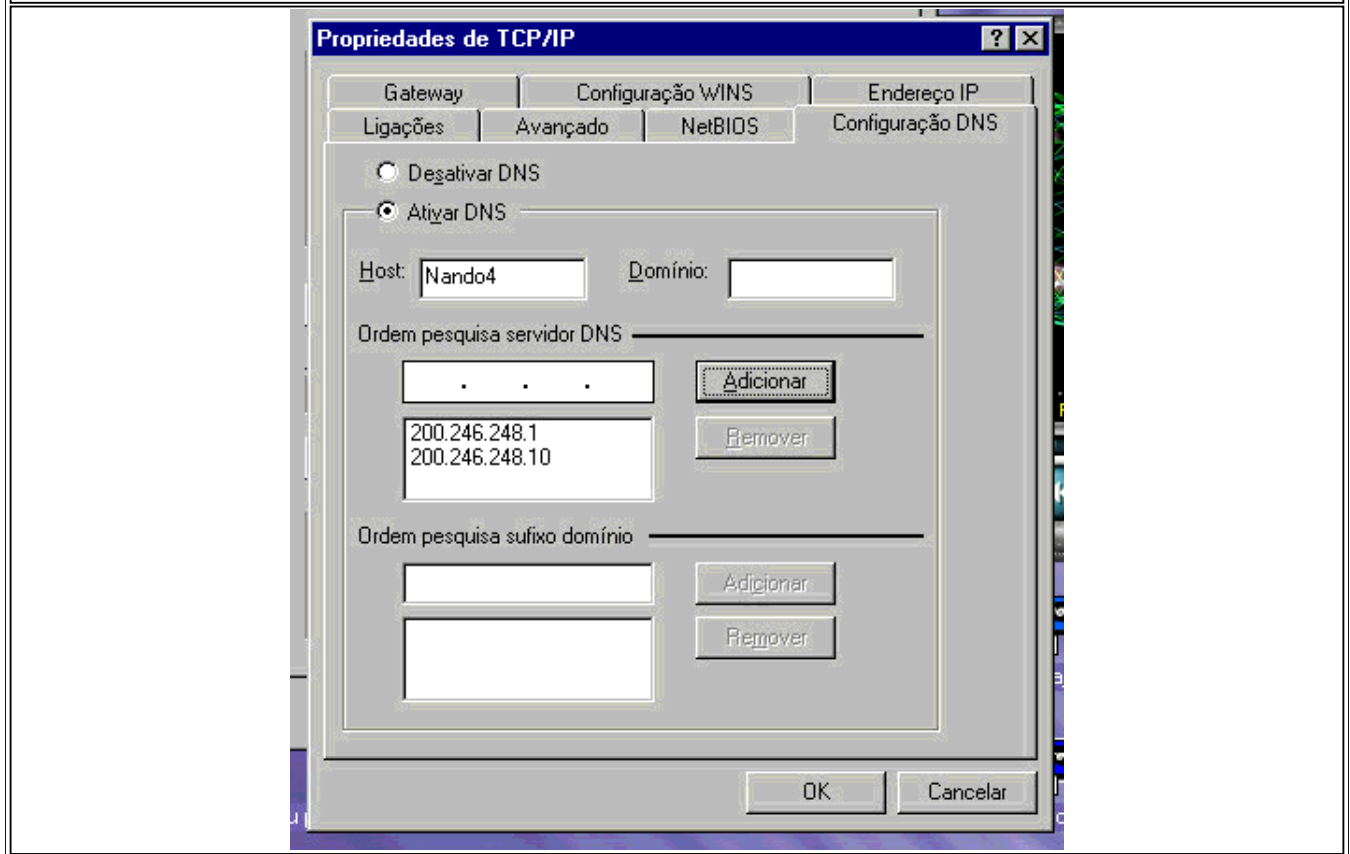 Propriedades de TCP/IP
Gateway Configuração WINS Endereço IP
Ligações Avançado NetBIOS Configuração DNS
Desativar DNS
Ativar DNS
Host: Nando4 Domínio:
Ordem pesquisa servidor DNS
. . . Adicionar
200.246.248.1 Remover
200.246.248.10
Ordem pesquisa sufixo domínio
Adicionar
Remover
OK Cancelar